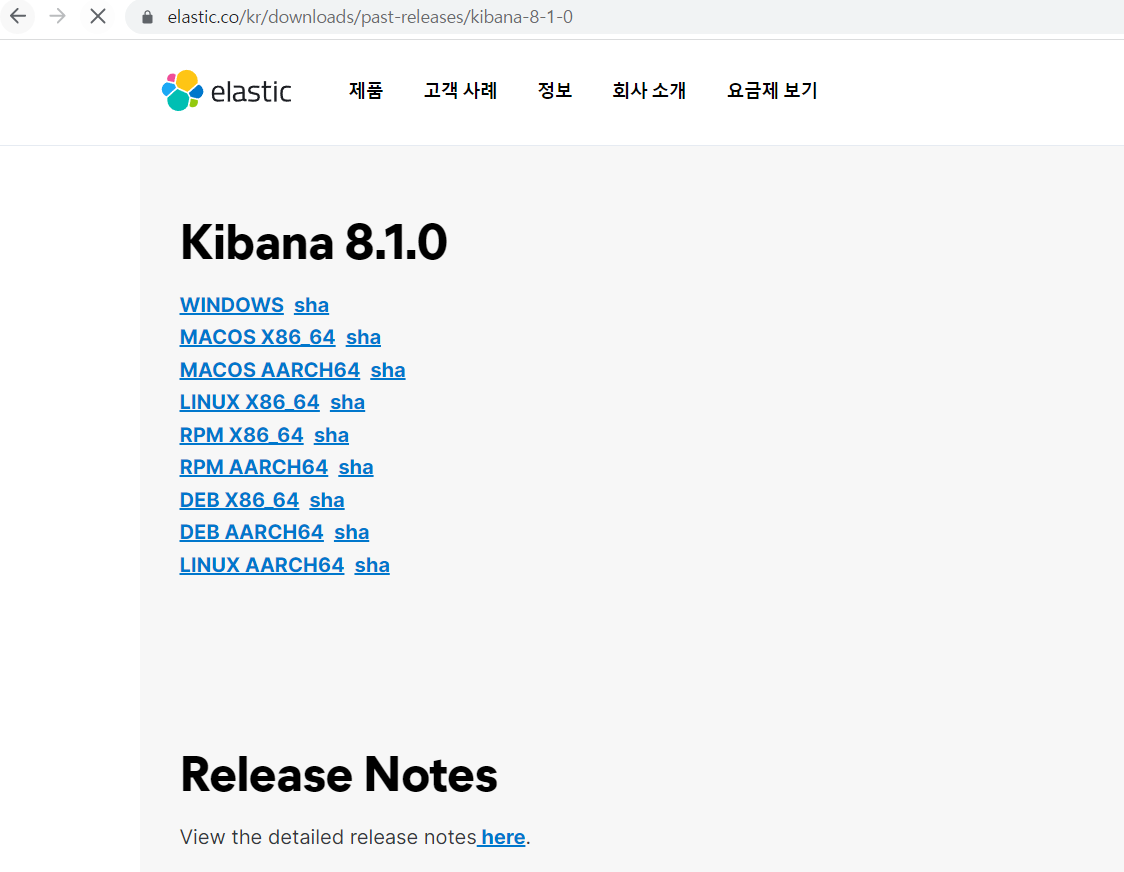 elastic.co/kr/downloads/past-releases/kibana-8-1-0
elastic 제품 고객 사례 정보 회사 소개 요금제 보기
Kibana 8.1.0
WINDOWS sha
MACOS X86_64 sha
MACOS AARCH64 sha
LINUX X86_64 sha
RPM X86_64 sha
RPM AARCH64 sha
DEB X86_64 sha
DEB AARCH64 sha
LINUX AARCH64 sha
Release Notes
View the detailed release notes here.